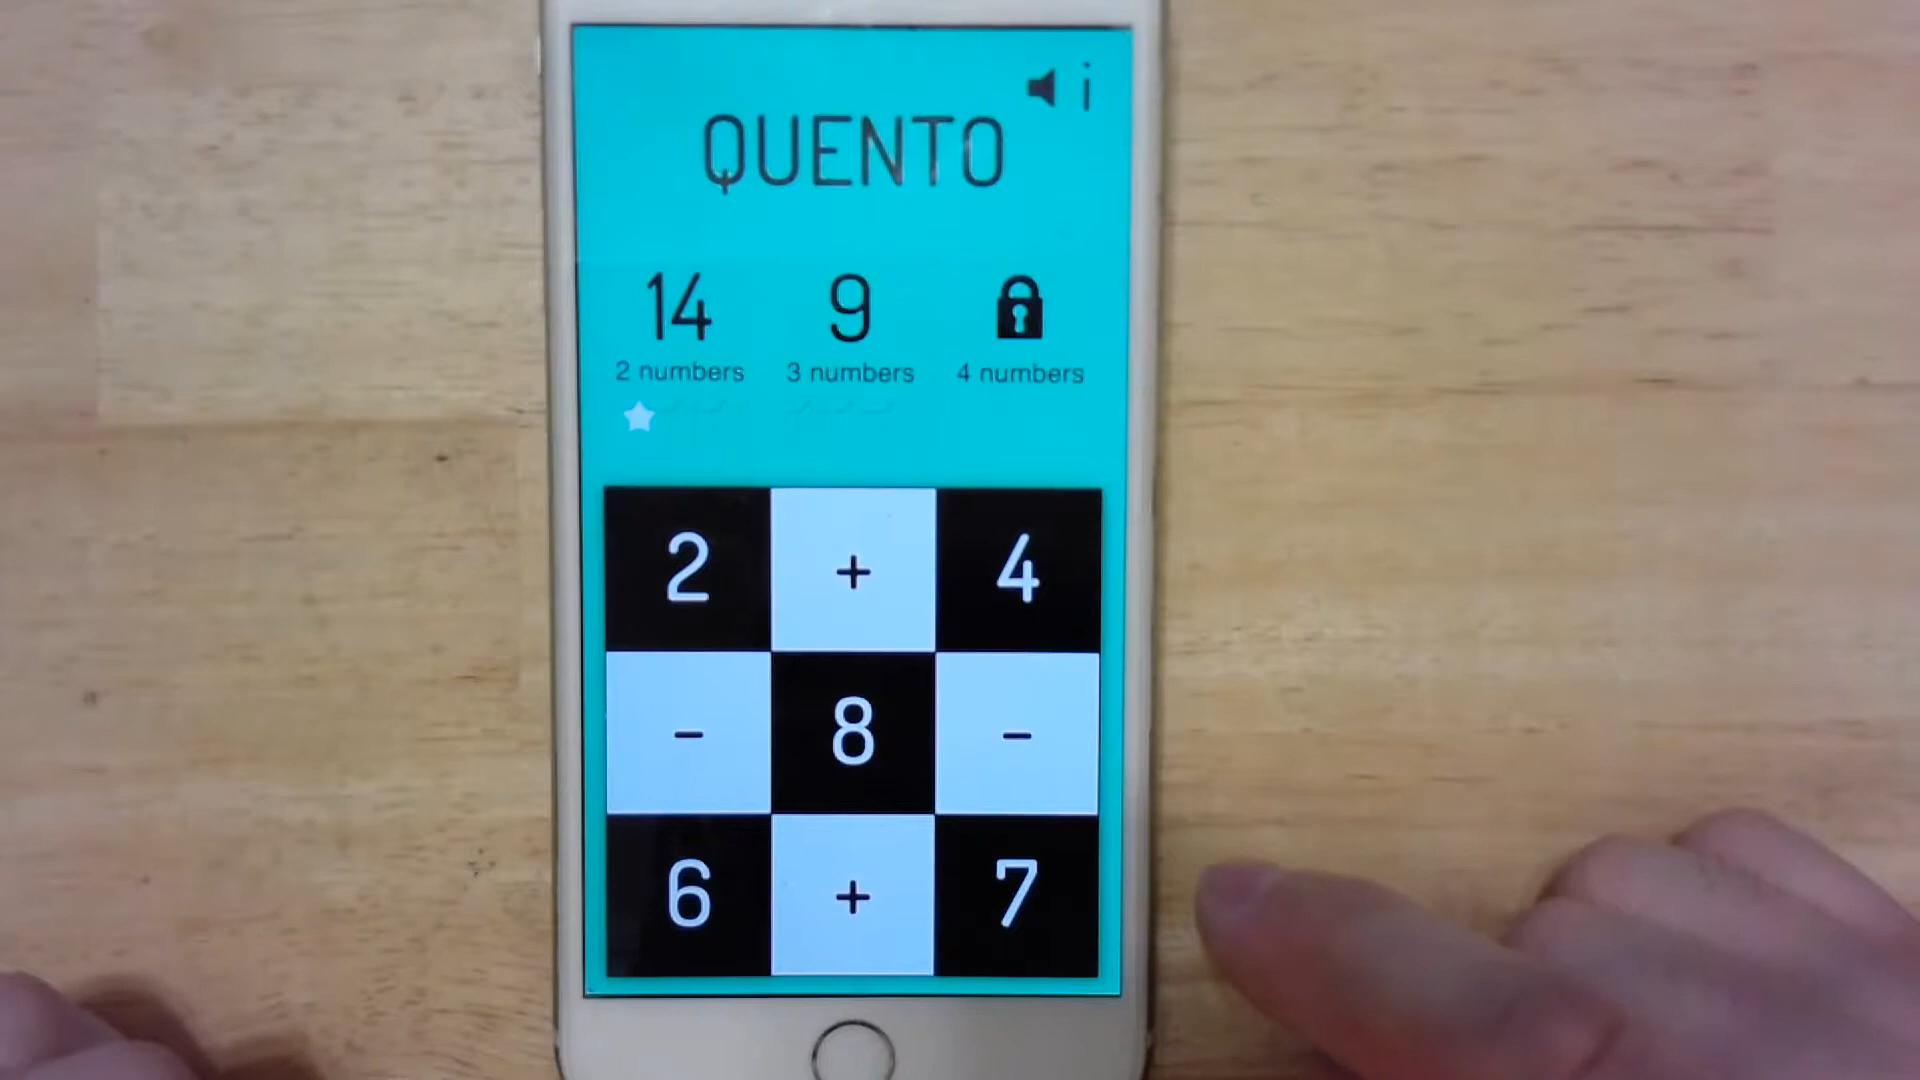 i
QUENTO
14 9
2 numbers 3 numbers 4 numbers
2 + 4
- 8 -
6 + 7